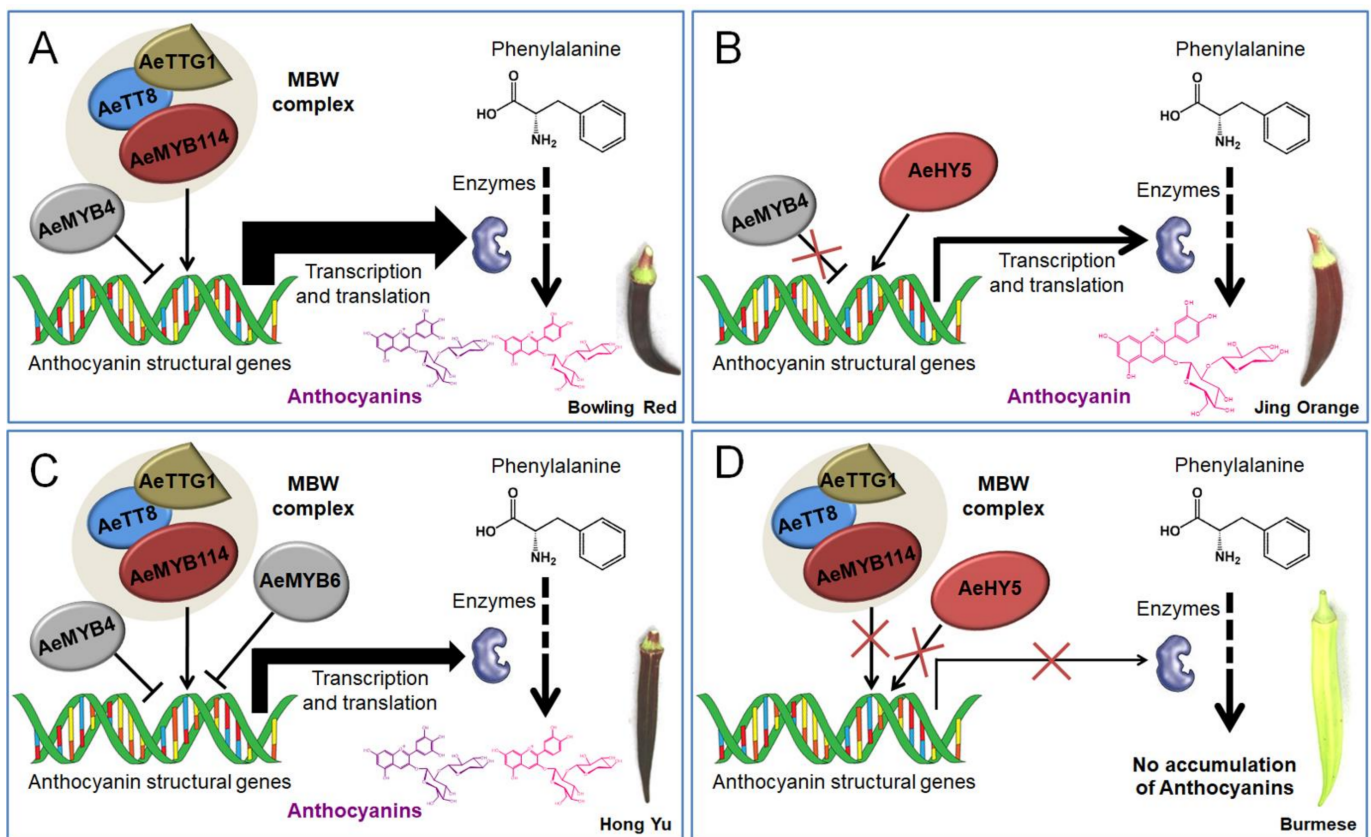 A
AeTTG1
AeTT8
AeMYB114
MBW
complex
AeMYB4
Phenylalanine
O
HO
NH₂
Enzymes
Transcription
and translation
Anthocyanin structural genes
Anthocyanins
Bowling Red
B
AeMYB4
AeHY5
Phenylalanine
O
HO
NH₂
Enzymes
Transcription
and translation
Anthocyanin structural genes
Anthocyanin
Jing Orange
C
AeTTG1
AeTT8
AeMYB114
MBW
complex
AeMYB6
AeMYB4
Phenylalanine
O
HO
NH₂
Enzymes
Transcription
and translation
Anthocyanin structural genes
Anthocyanins
Hong Yu
D
AeTTG1
AeTT8
AeMYB114
MBW
complex
AeHY5
Phenylalanine
O
HO
NH₂
Enzymes
Anthocyanin structural genes
No accumulation
of Anthocyanins
Burmese